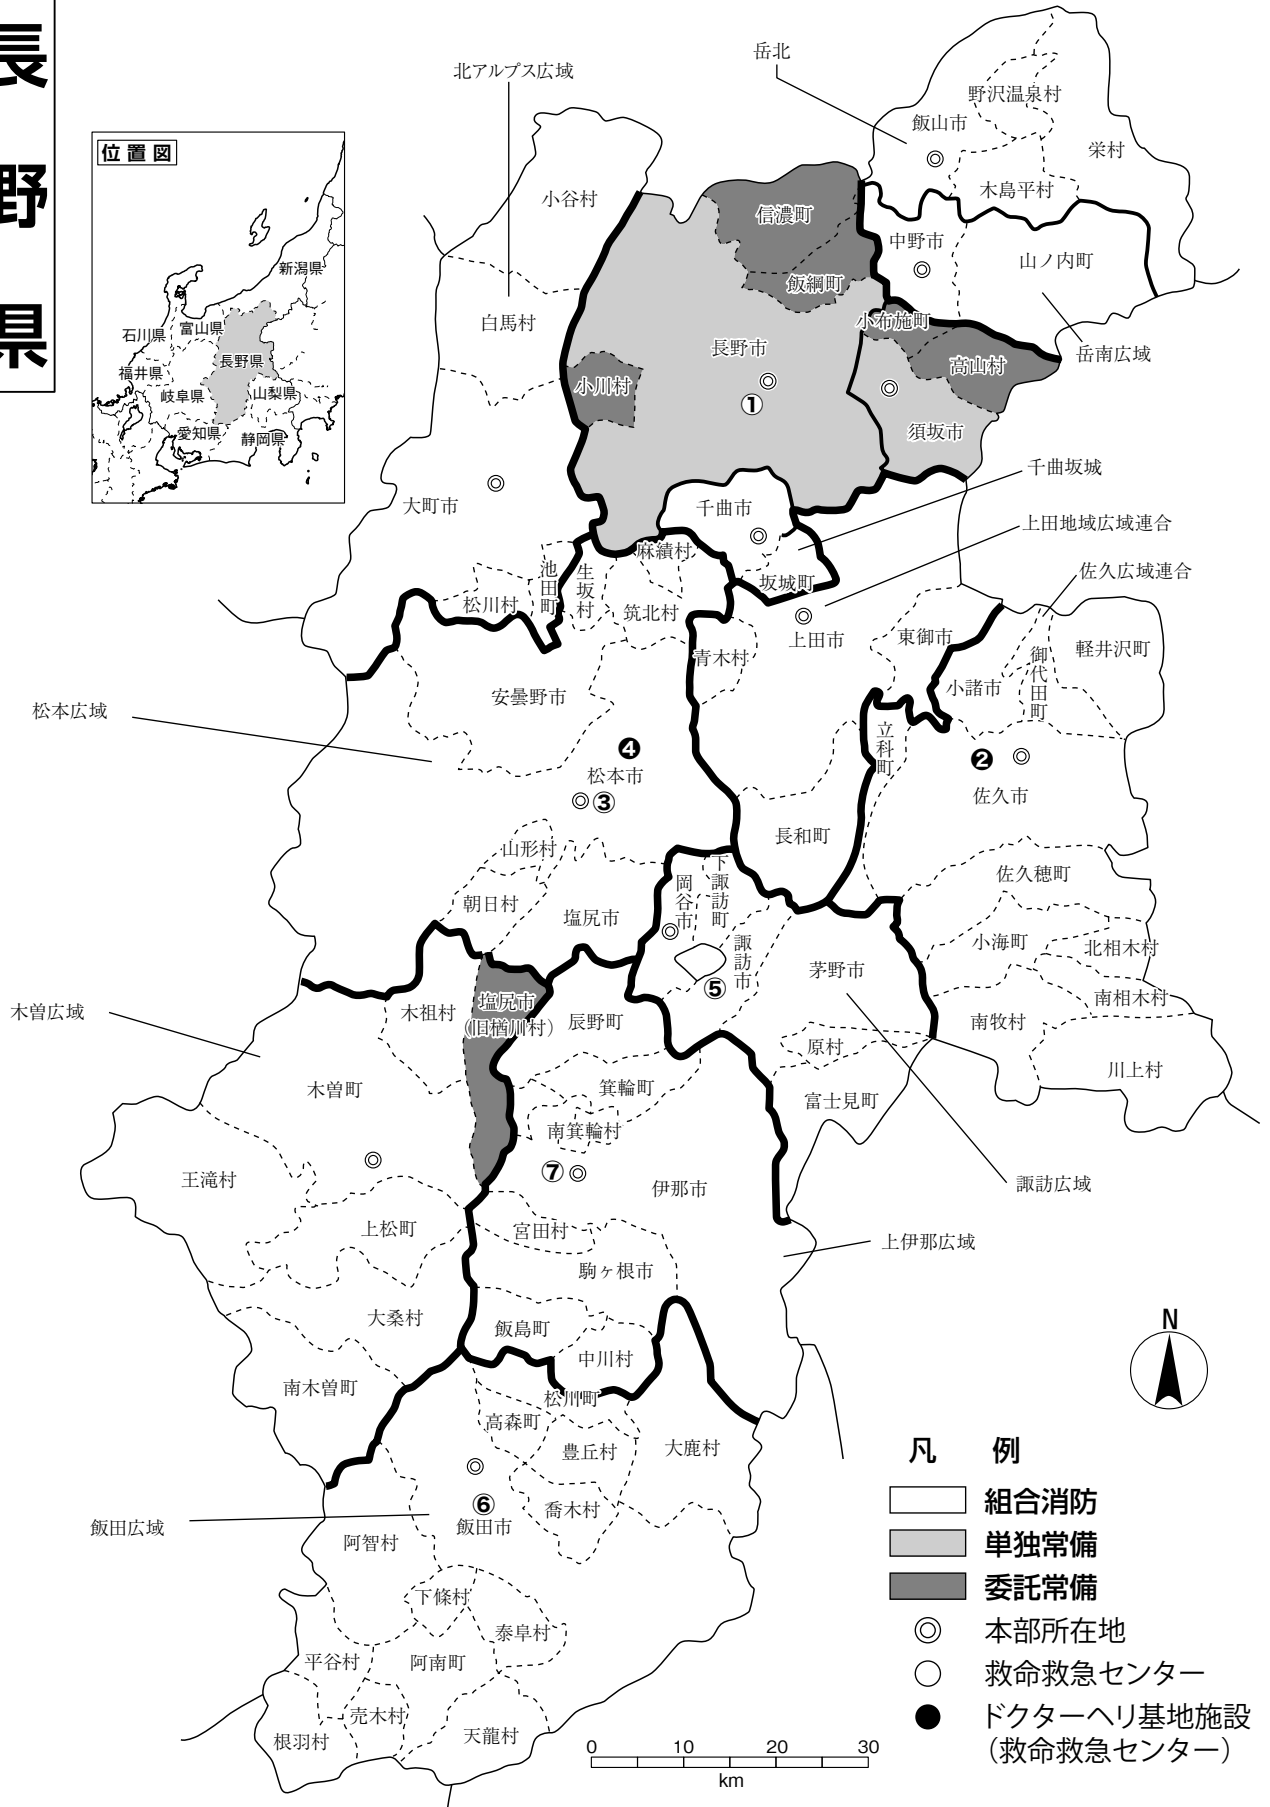 長野県
位置図
新潟県
石川県
富山県
長野県
福井県
岐阜県
山梨県
愛知県
静岡県
北アルプス広域
岳北
野沢温泉村
飯山市
栄村
木島平村
小谷村
信濃町
中野市
山ノ内町
飯綱町
白馬村
小布施町
長野市
岳南広域
高山村
小川村
①
須坂市
千曲坂城
大町市
千曲市
上田地域広域連合
麻績村
池田町
生坂村
坂城町
佐久広域連合
松川村
筑北村
上田市
東御市
軽井沢町
御代田町
青木村
小諸市
安曇野市
松本広域
立科町
❹
❷
松本市
③
佐久市
長和町
山形村
下諏訪町
岡谷市
佐久穂町
朝日村
塩尻市
諏訪市
小海町
北相木村
茅野市
⑤
南相木村
塩尻市
(旧楢川村)
木祖村
木曽広域
辰野町
南牧村
原村
川上村
木曽町
箕輪町
富士見町
南箕輪村
⑦
王滝村
伊那市
諏訪広域
上松町
宮田村
上伊那広域
駒ヶ根市
大桑村
飯島町
中川村
南木曽町
松川町
高森町
豊丘村
大鹿村
⑥
喬木村
飯田広域
飯田市
阿智村
下條村
泰阜村
平谷村
阿南町
売木村
根羽村
天龍村
N
凡 例
組合消防
単独常備
委託常備
本部所在地
救命救急センター
ドクターヘリ基地施設
(救命救急センター)
0 10 20 30
km